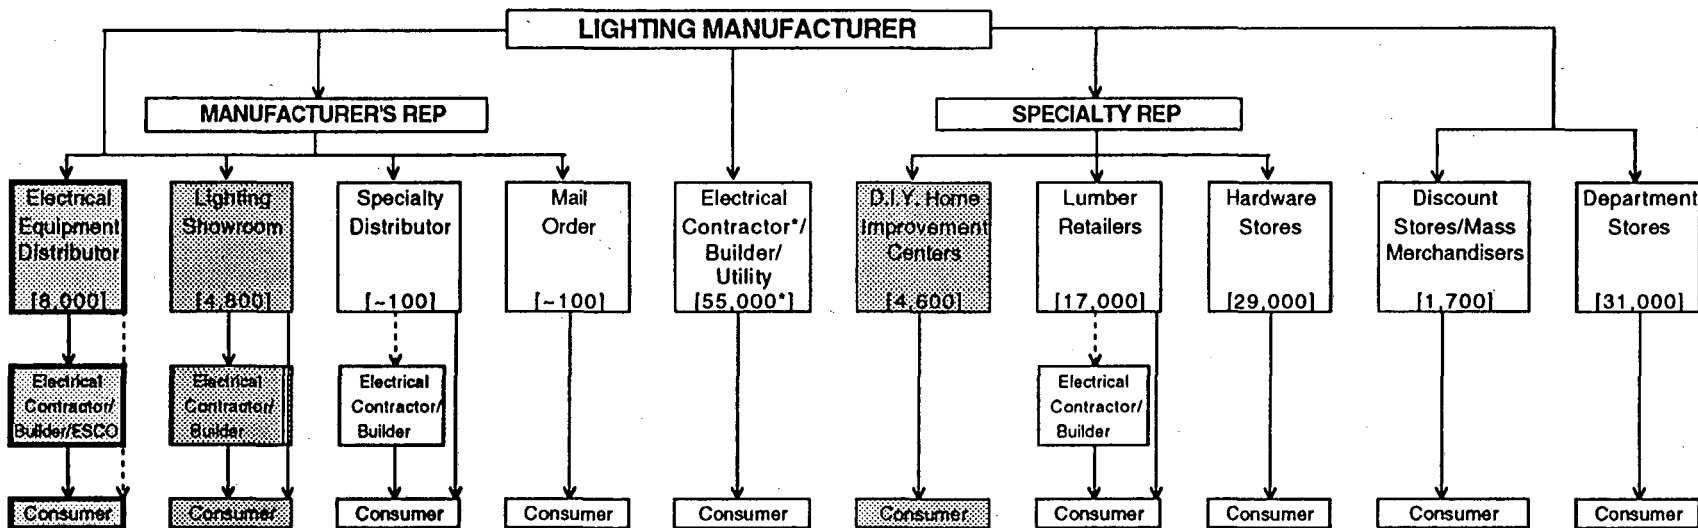 LIGHTING MANUFACTURER
MANUFACTURER'S REP
SPECIALTY REP
Electrical
Equipment
Distributor
[8,000]
Lighting
Showroom
[4,800]
Specialty
Distributor
[~100]
Mail
Order
[~100]
Electrical
Contractor*/
Builder/
Utility
[55,000*]
D.I.Y. Home
Improvement
Centers
[4,600]
Lumber
Retailers
[17,000]
Hardware
Stores
[29,000]
Discount
Stores/Mass
Merchandisers
[1,700]
Department
Stores
[31,000]
Electrical
Contractor/
Builder/ESCO
Electrical
Contractor/
Builder
Electrical
Contractor/
Builder
Electrical
Contractor/
Builder
Consumer
Consumer
Consumer
Consumer
Consumer
Consumer
Consumer
Consumer
Consumer
Consumer